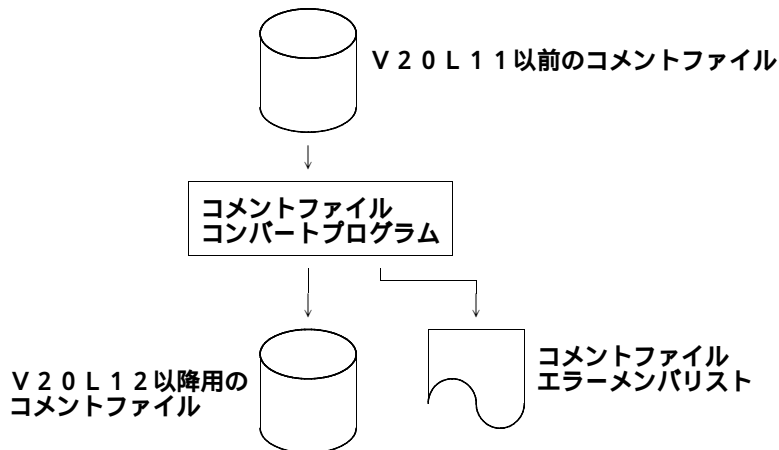 Ｖ２０Ｌ１１以前のコメントファイル
コメントファイル
コンバートプログラム
Ｖ２０Ｌ１２以降用の
コメントファイル
コメントファイル
エラーメンバリスト